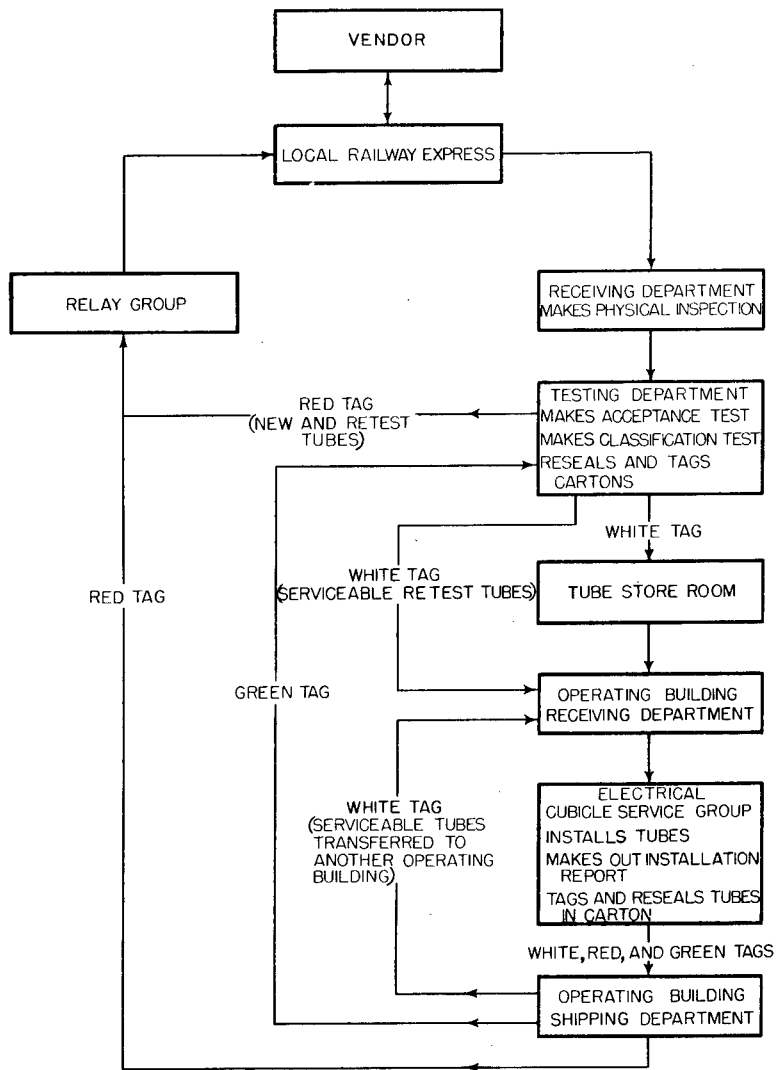 VENDOR
LOCAL RAILWAY EXPRESS
RELAY GROUP
RECEIVING DEPARTMENT
MAKES PHYSICAL INSPECTION
TESTING DEPARTMENT
MAKES ACCEPTANCE TEST
MAKES CLASSIFICATION TEST
RESEALS AND TAGS
CARTONS
RED TAG
(NEW AND RETEST
TUBES)
WHITE TAG
WHITE TAG
(SERVICEABLE RETEST TUBES)
TUBE STORE ROOM
RED TAG
GREEN TAG
OPERATING BUILDING
RECEIVING DEPARTMENT
WHITE TAG
(SERVICEABLE TUBES
TRANSFERRED TO
ANOTHER OPERATING
BUILDING)
ELECTRICAL
CUBICLE SERVICE GROUP
INSTALLS TUBES
MAKES OUT INSTALLATION
REPORT
TAGS AND RESEALS TUBES
IN CARTON
WHITE, RED, AND GREEN TAGS
OPERATING BUILDING
SHIPPING DEPARTMENT